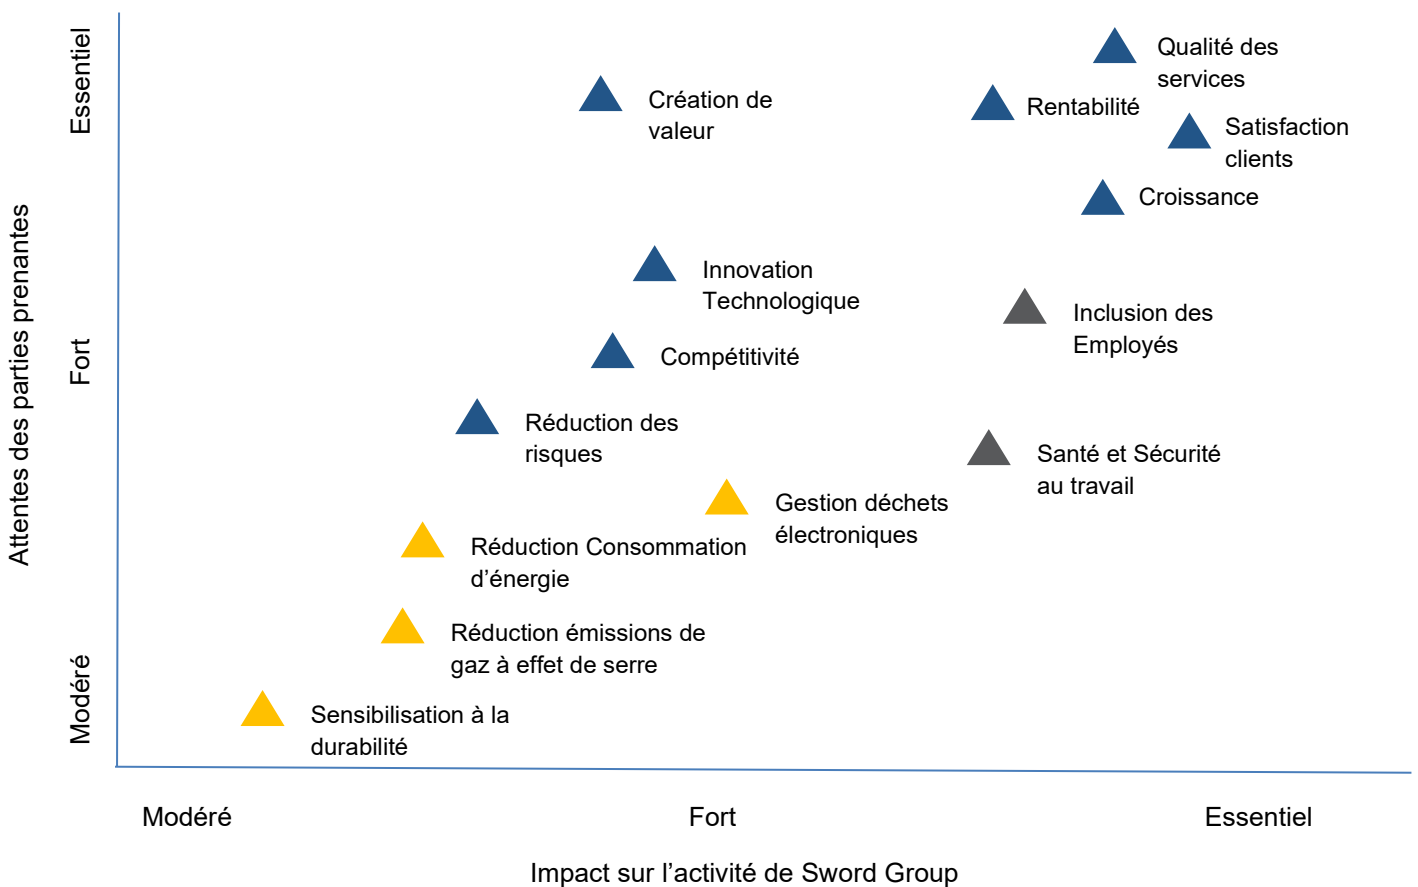 Attentes des parties prenantes
Essentiel
Fort
Modéré
Qualité des
services
Création de
valeur
Rentabilité
Satisfaction
clients
Croissance
Innovation
Technologique
Inclusion des
Employés
Compétitivité
Réduction des
risques
Santé et Sécurité
au travail
Gestion déchets
électroniques
Réduction Consommation
d’énergie
Réduction émissions de
gaz à effet de serre
Sensibilisation à la
durabilité
Modéré
Fort
Essentiel
Impact sur l’activité de Sword Group